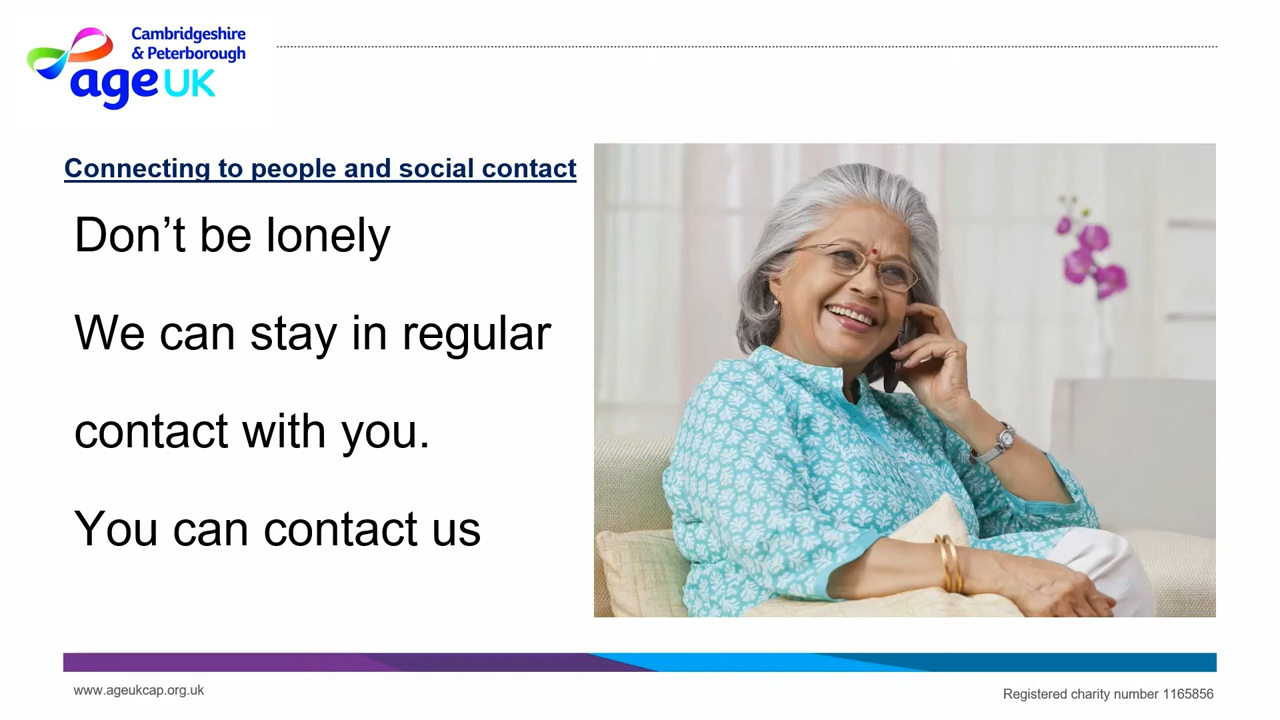 Cambridgeshire
& Peterborough
age UK
Connecting to people and social contact
Don’t be lonely
We can stay in regular
contact with you.
You can contact us
www.ageukcap.org.uk
Registered charity number 1165856